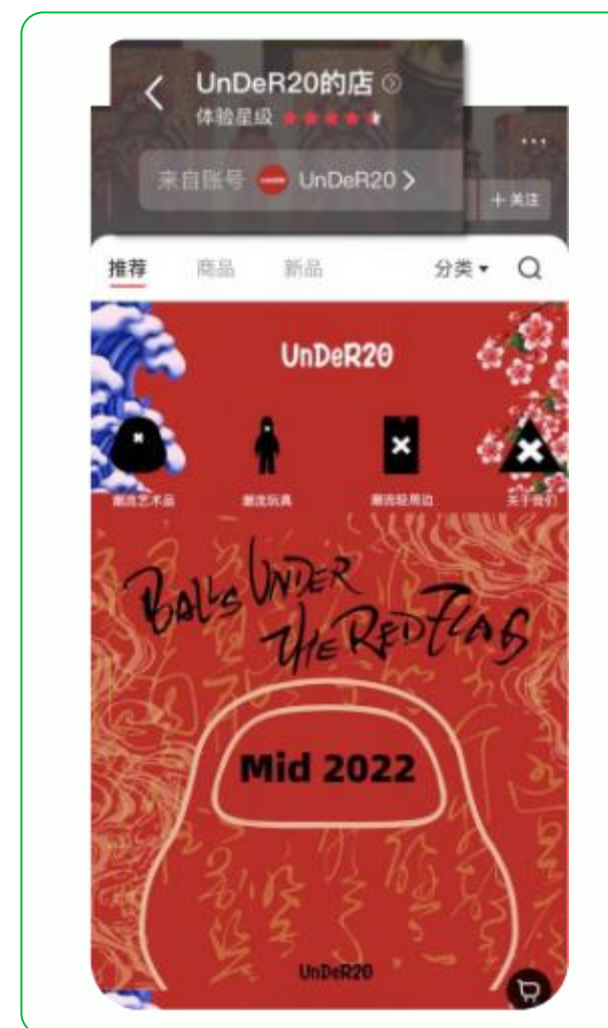 UnDeR20的店
体验星级
来自账号 UnDeR20 >
+ 关注
推荐 商品 新品 分类
UnDeR20
潮流艺术品 潮流玩具 潮流轻周边 关于我们
BALLS UNDER
THE RED FLAG
Mid 2022
UnDeR20